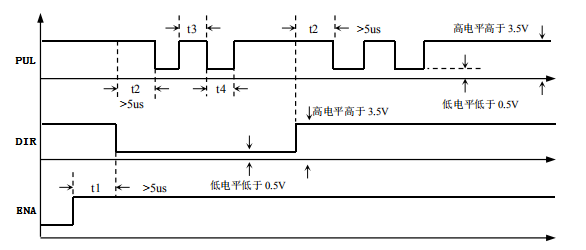 t3
t2
>5us
高电平高于 3.5V
PUL
t2
t4
>5us
低电平低于 0.5V
高电平高于 3.5V
DIR
t1
>5us
低电平低于 0.5V
ENA